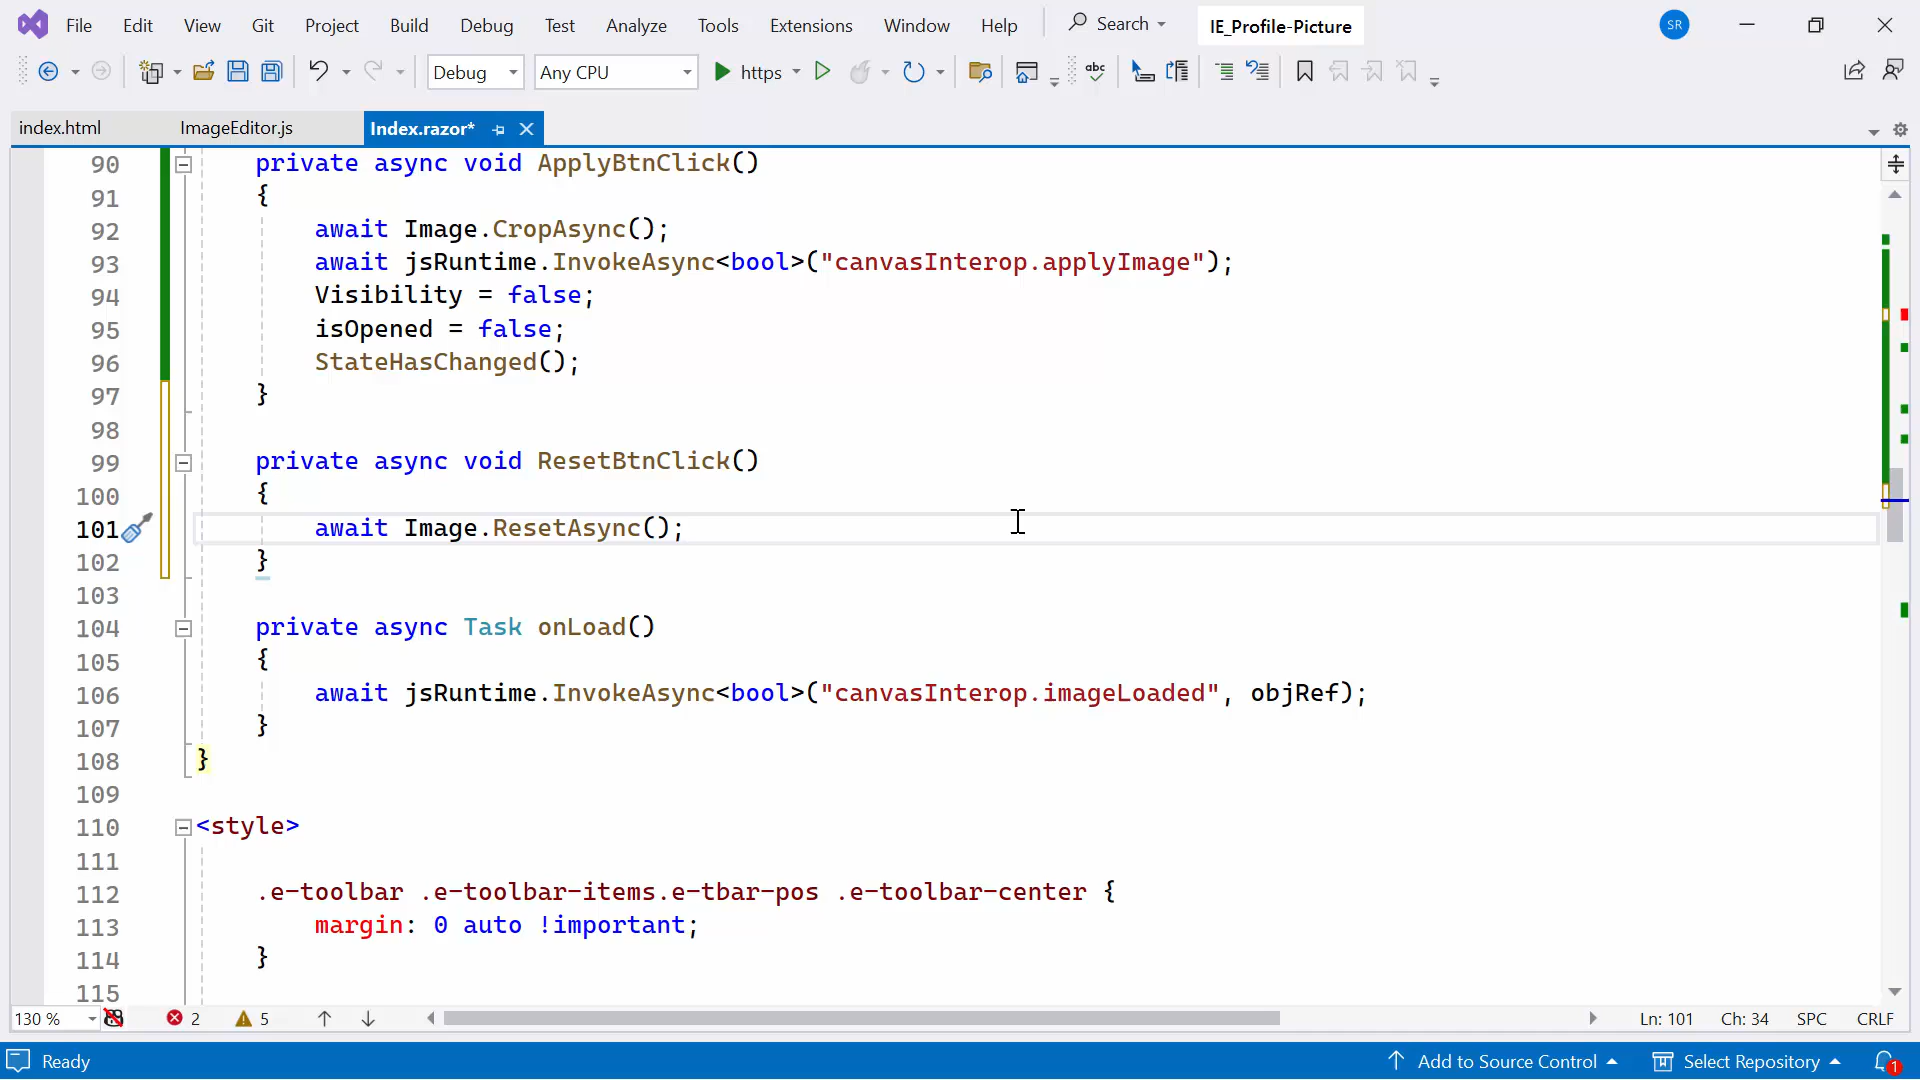 File Edit View Git Project Build Debug Test Analyze Tools Extensions Window Help Search IE_Profile-Picture SR
Debug Any CPU https abc
index.html ImageEditor.js Index.razor*
90 private async void ApplyBtnClick()
91 {
92 await Image.CropAsync();
93 await jsRuntime.InvokeAsync<bool>("canvasInterop.applyImage");
94 Visibility = false;
95 isOpened = false;
96 StateHasChanged();
97 }
98
99 private async void ResetBtnClick()
100 {
101 await Image.ResetAsync();
102 }
103
104 private async Task onLoad()
105 {
106 await jsRuntime.InvokeAsync<bool>("canvasInterop.imageLoaded", objRef);
107 }
108 }
109
110 <style>
111
112 .e-toolbar .e-toolbar-items.e-tbar-pos .e-toolbar-center {
113 margin: 0 auto !important;
114 }
115
130 % 2 5 Ln: 101 Ch: 34 SPC CRLF
Ready Add to Source Control Select Repository 1